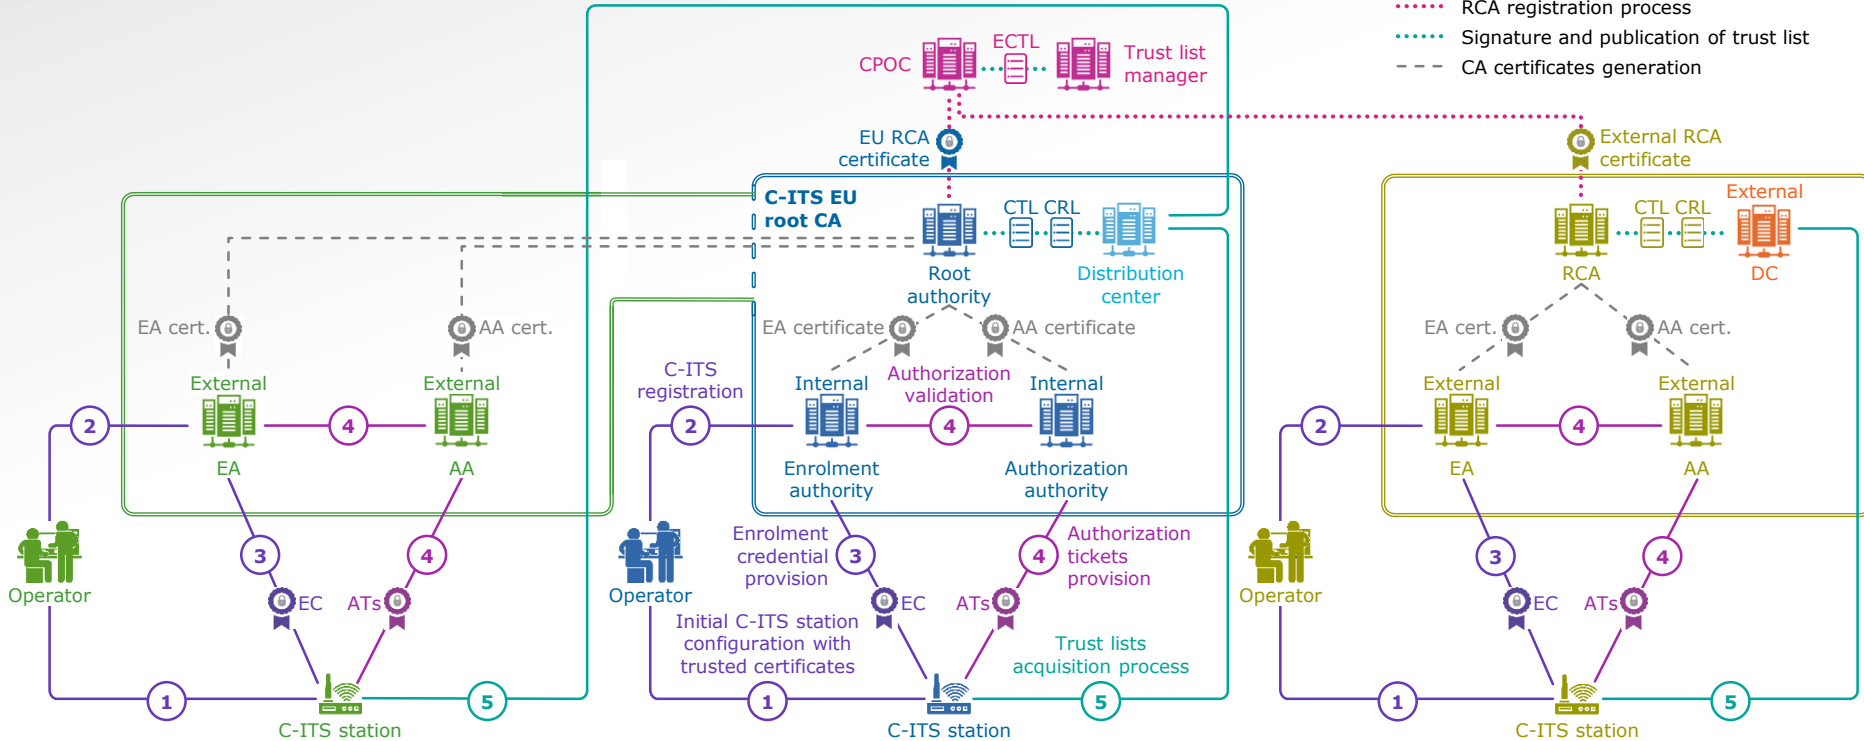 RCA registration process
Signature and publication of trust list
CA certificates generation
CPOC
ECTL
Trust list
manager
EU RCA
certificate
External RCA
certificate
C-ITS EU
root CA
CTL CRL
Root
authority
Distribution
center
CTL CRL
External
RCA
DC
EA cert.
AA cert.
EA certificate
AA certificate
EA cert.
AA cert.
External
External
C-ITS
registration
Internal
Authorization
validation
Internal
External
External
2
4
2
4
2
4
EA
AA
Enrolment
authority
Authorization
authority
EA
AA
3
4
Enrolment
credential
provision
3
4
Authorization
tickets
provision
3
4
Operator
Operator
Operator
EC
ATs
EC
ATs
EC
ATs
Initial C-ITS station
configuration with
trusted certificates
Trust lists
acquisition process
1
5
1
5
1
5
C-ITS station
C-ITS station
C-ITS station